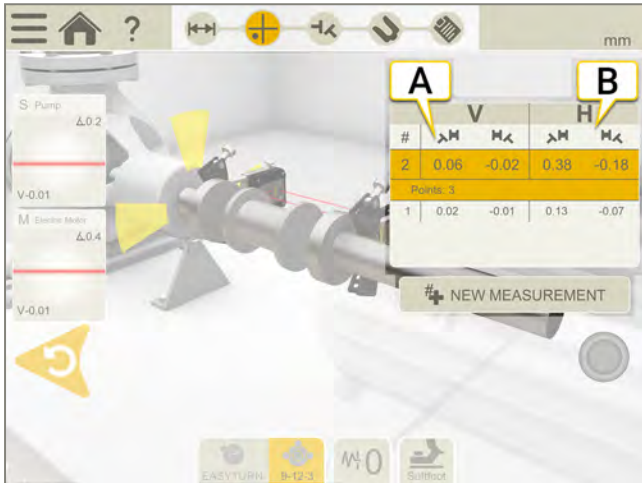 ?
mm
A
B
V
H
#
2 0.06 -0.02 0.38 -0.18
Points: 3
1 0.02 -0.01 0.13 -0.07
NEW MEASUREMENT
S Pump
∡0.2
V-0.01
M Electric Motor
∡0.4
V-0.01
EASYTURN
9-12-3
0
Softfoot